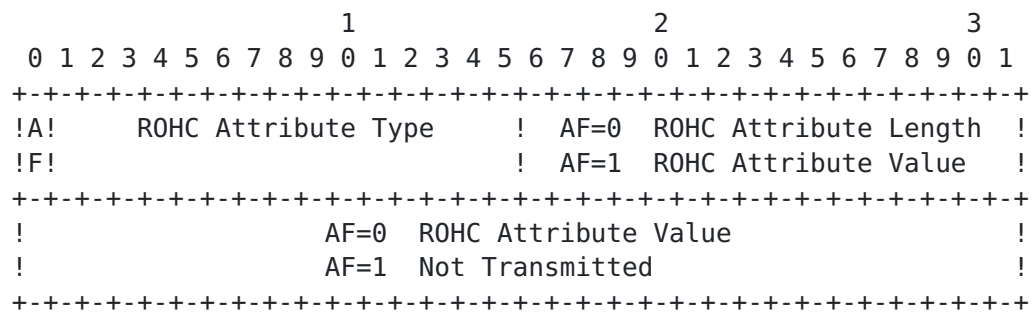 1                   2                   3
 0 1 2 3 4 5 6 7 8 9 0 1 2 3 4 5 6 7 8 9 0 1 2 3 4 5 6 7 8 9 0 1
+-+-+-+-+-+-+-+-+-+-+-+-+-+-+-+-+-+-+-+-+-+-+-+-+-+-+-+-+-+-+-+-+
!A!     ROHC Attribute Type     !  AF=0  ROHC Attribute Length  !
!F!                             !  AF=1  ROHC Attribute Value   !
+-+-+-+-+-+-+-+-+-+-+-+-+-+-+-+-+-+-+-+-+-+-+-+-+-+-+-+-+-+-+-+-+
!                   AF=0  ROHC Attribute Value                  !
!                   AF=1  Not Transmitted                       !
+-+-+-+-+-+-+-+-+-+-+-+-+-+-+-+-+-+-+-+-+-+-+-+-+-+-+-+-+-+-+-+-+